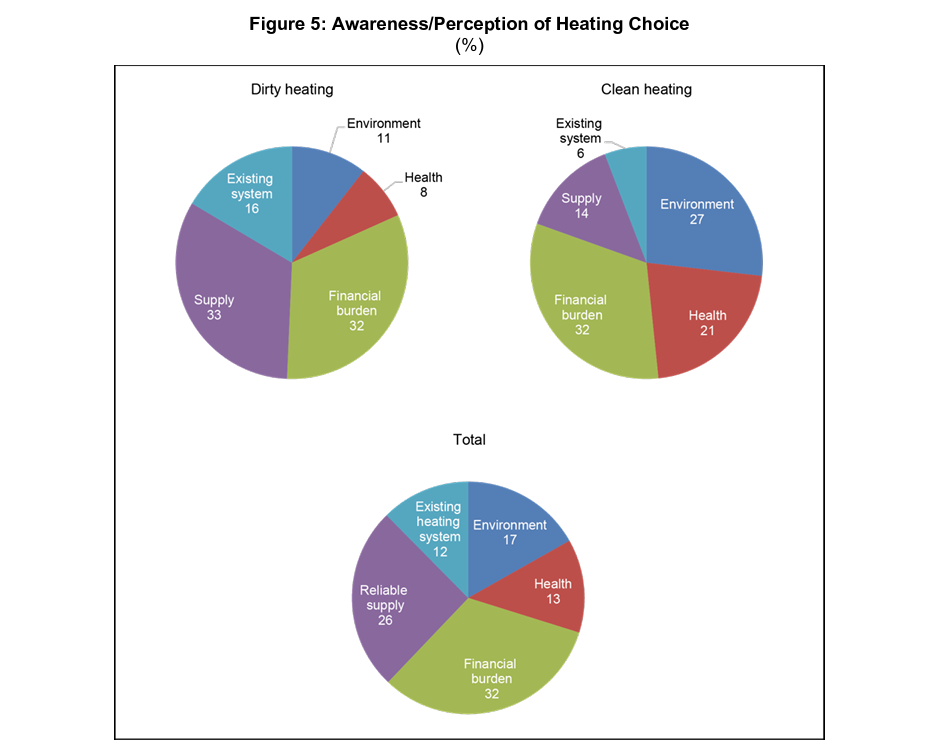 Figure 5: Awareness/Perception of Heating Choice
(%)
Dirty heating
Environment
11
Health
8
Financial
burden
32
Supply
33
Existing
system
16
Clean heating
Existing
system
6
Environment
27
Health
21
Financial
burden
32
Supply
14
Total
Existing
heating
system
12
Environment
17
Health
13
Financial
burden
32
Reliable
supply
26